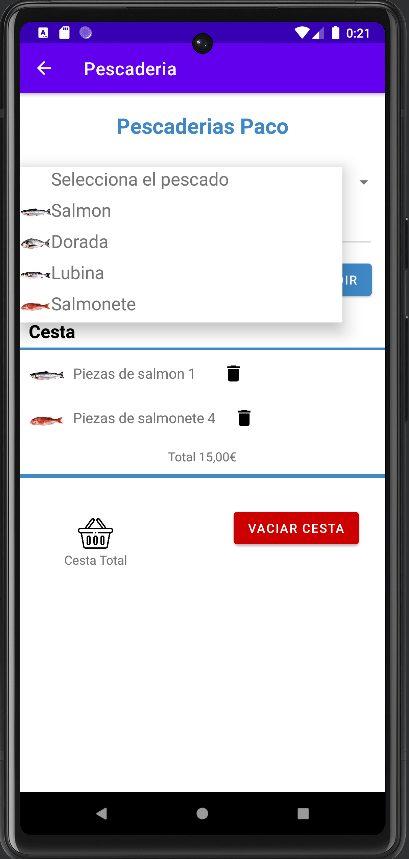 0:21
Pescaderia
Pescaderias Paco
Selecciona el pescado
Salmon
Dorada
Lubina
Salmonete
DIR
Cesta
Piezas de salmon 1
Piezas de salmonete 4
Total 15,00€
Cesta Total
VACIAR CESTA